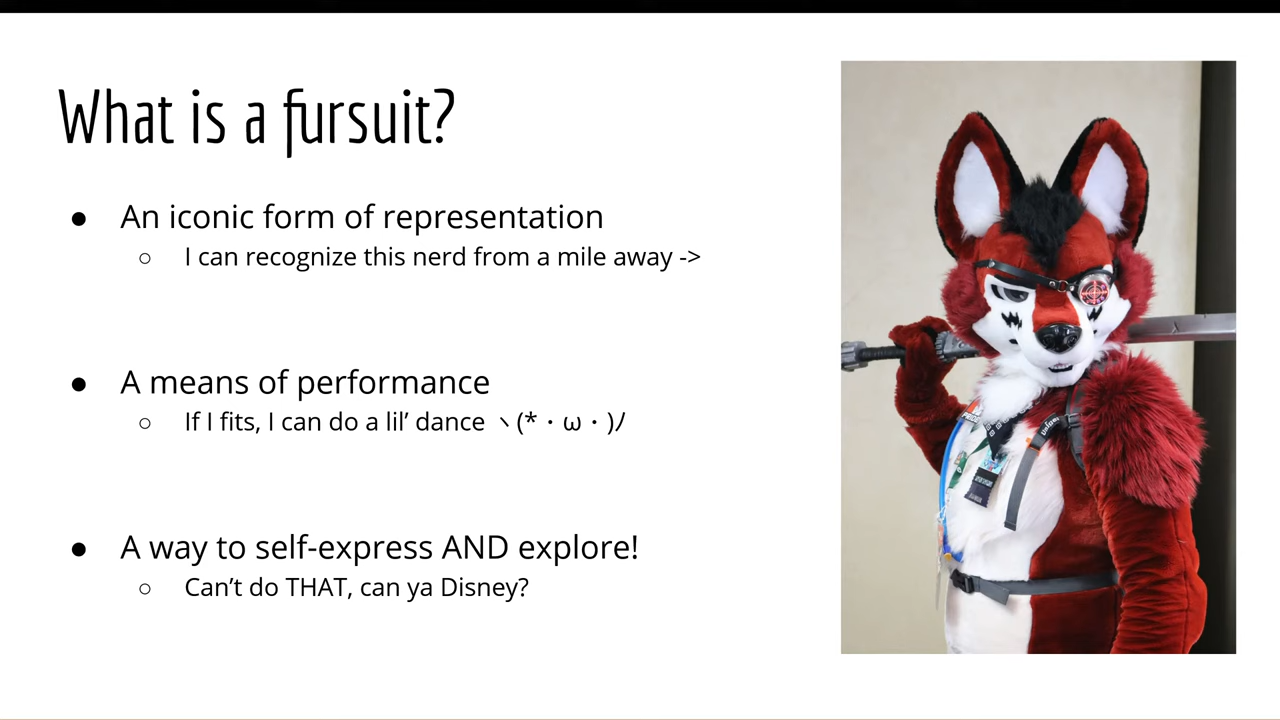 What is a fursuit?
● An iconic form of representation
○ I can recognize this nerd from a mile away ->
● A means of performance
○ If I fits, I can do a lil’ dance ヽ(*・ω・)ﾉ
● A way to self-express AND explore!
○ Can’t do THAT, can ya Disney?